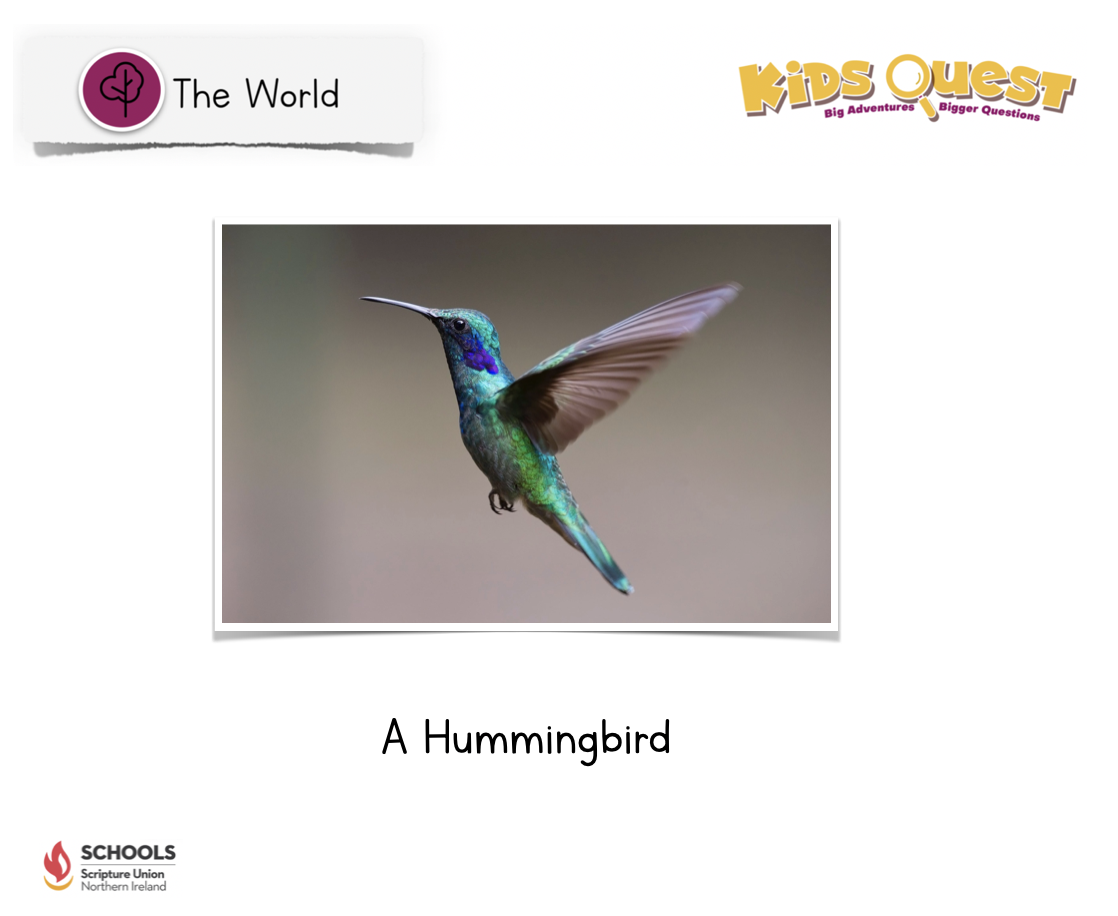 The World
KiDS QUEST
Big Adventures Bigger Questions
A Hummingbird
SCHOOLS
Scripture Union
Northern Ireland